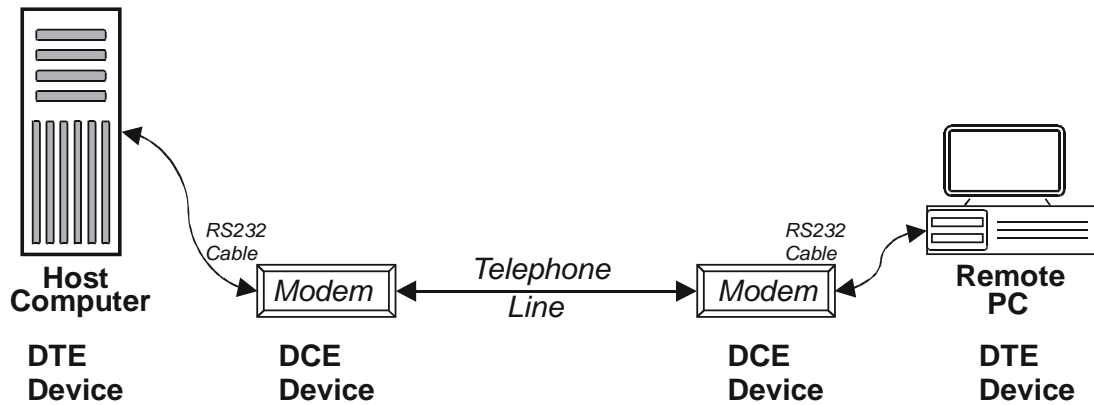 RS232
Cable
RS232
Cable
Host
Computer
Modem
Telephone
Line
Modem
Remote
PC
DTE
Device
DCE
Device
DCE
Device
DTE
Device